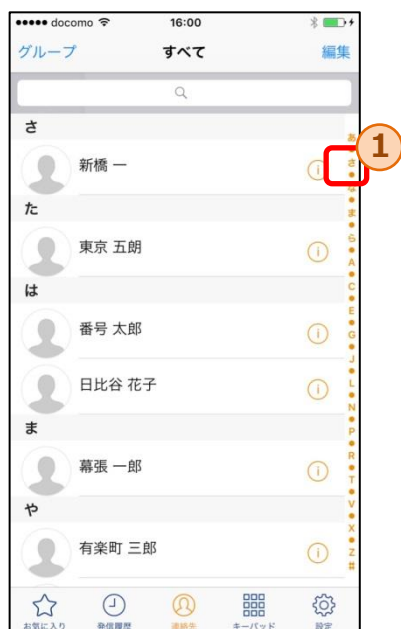 docomo 16:00
グループ すべて 編集
さ
新橋 一
た
東京 五朗
は
番号 太郎
日比谷 花子
ま
幕張 一郎
や
有楽町 三郎
お気に入り 発信履歴 連絡先 キーパッド 設定
1
あ
さ
な
ま
ら
A
C
E
G
J
L
N
P
R
T
V
X
Z
#